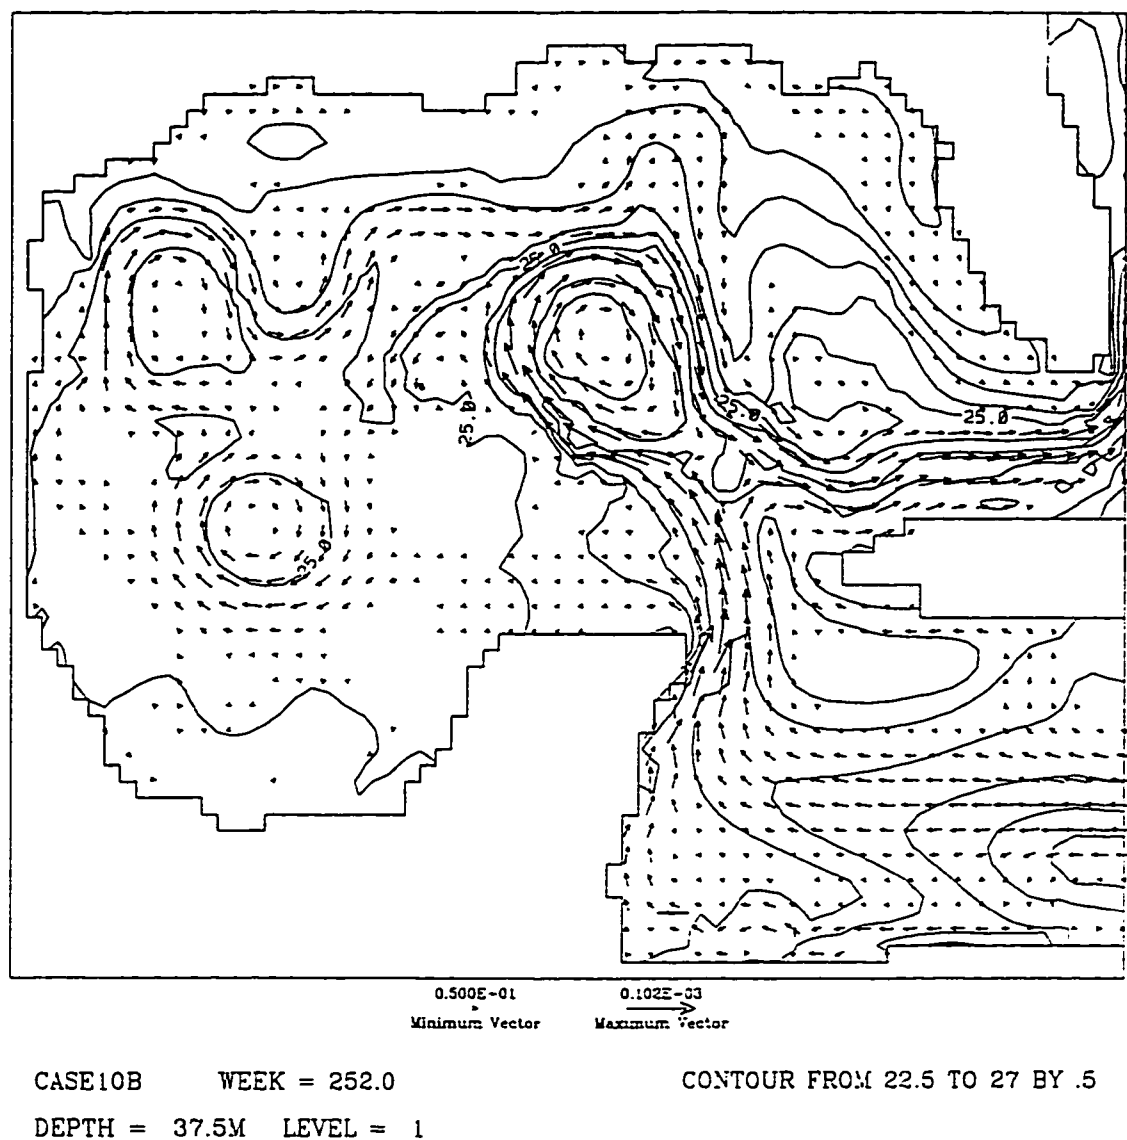 25.0
25.0
25.0
25.0
25.0
0.500E-01 0.102E-03
Minimum Vector Maximum Vector
CASE10B WEEK = 252.0 CONTOUR FROM 22.5 TO 27 BY .5
DEPTH = 37.5M LEVEL = 1